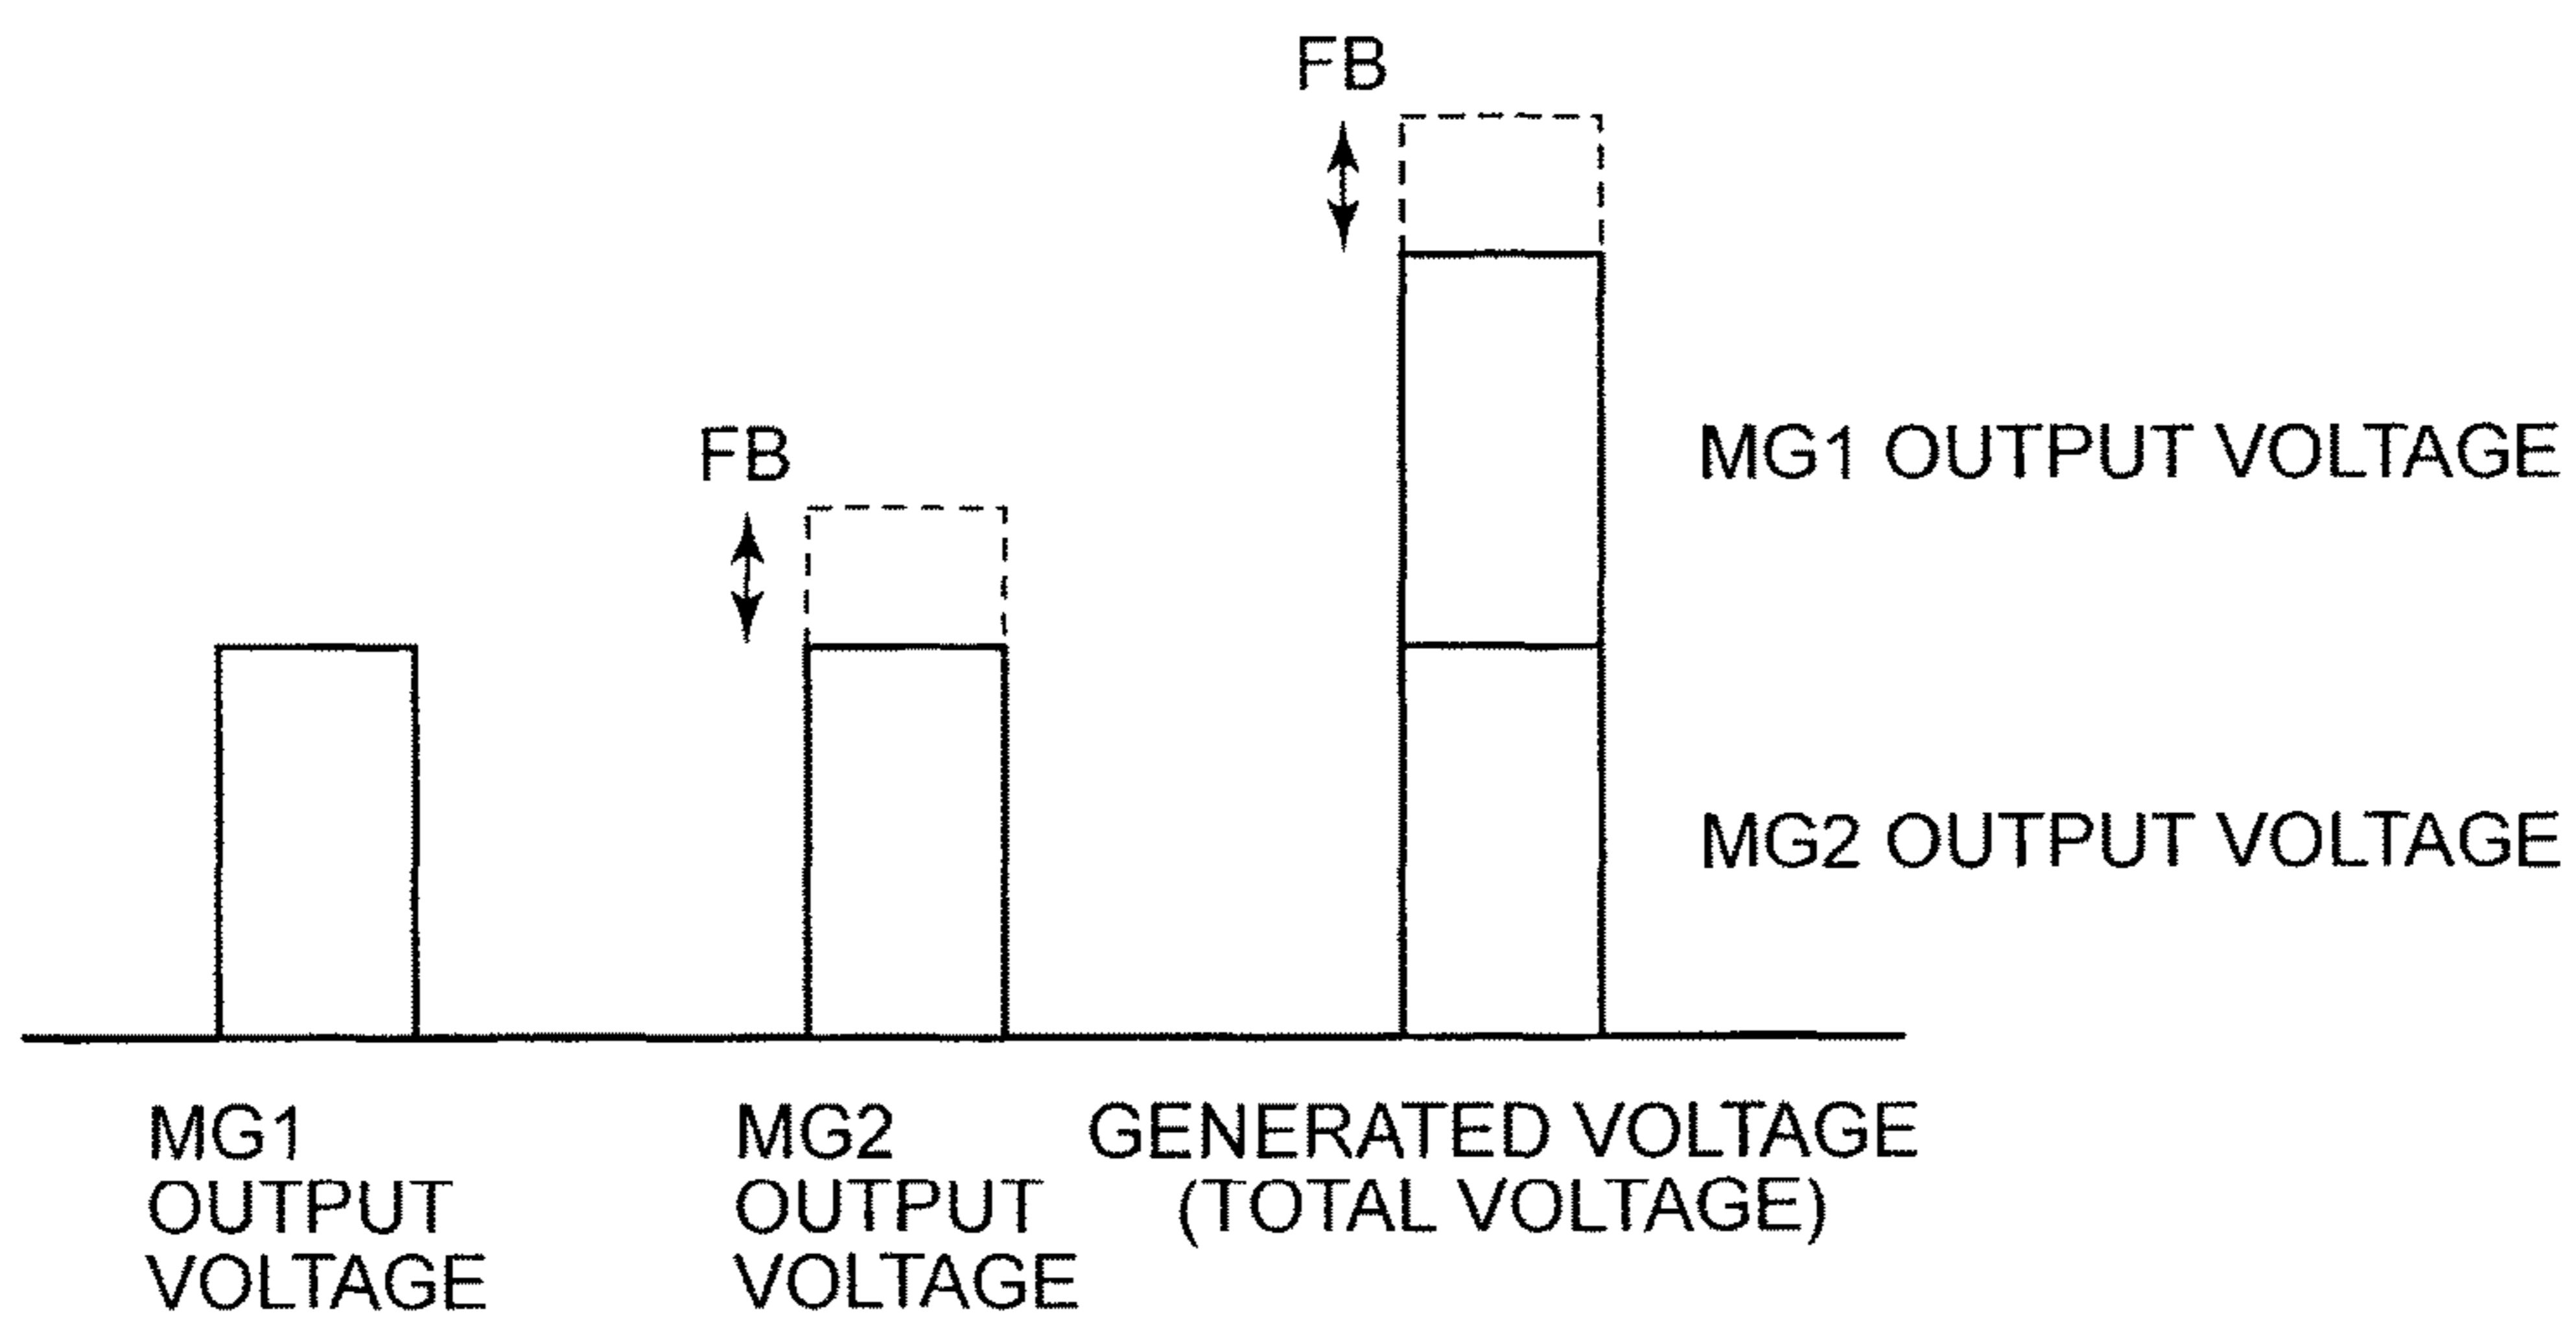 FB
FB
MG1 OUTPUT VOLTAGE
MG2 OUTPUT VOLTAGE
MG1
OUTPUT
VOLTAGE
MG2
OUTPUT
VOLTAGE
GENERATED VOLTAGE
(TOTAL VOLTAGE)